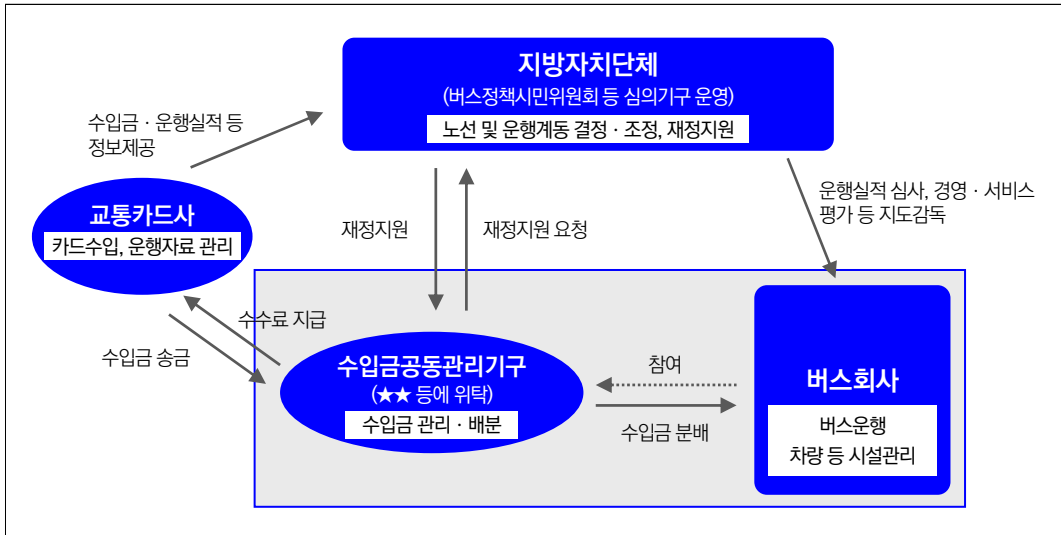 지방자치단체
(버스정책시민위원회 등 심의기구 운영)
노선 및 운행계통 결정 · 조정, 재정지원
수입금 · 운행실적 등
정보제공
교통카드사
카드수입, 운행자료 관리
재정지원
재정지원 요청
운행실적 심사, 경영 · 서비스
평가 등 지도감독
수수료 지급
수입금 송금
수입금공동관리기구
(★★ 등에 위탁)
수입금 관리 · 배분
참여
수입금 분배
버스회사
버스운행
차량 등 시설관리